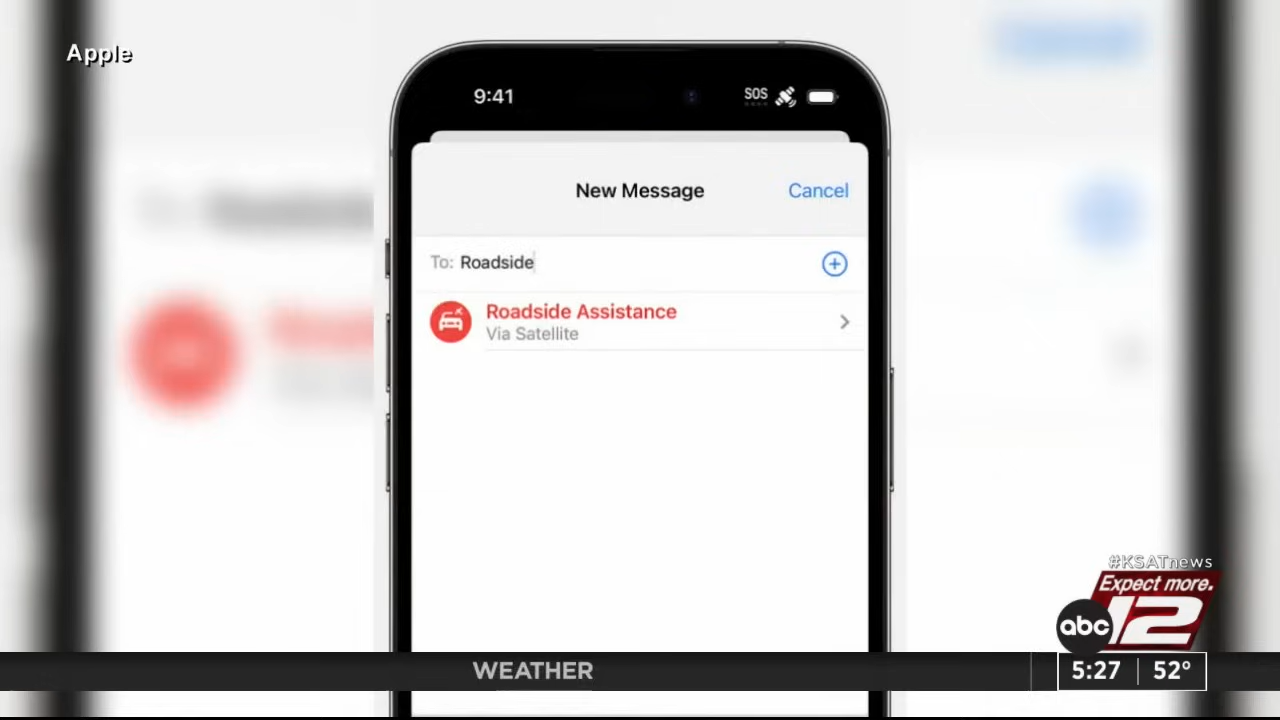 Apple
9:41
SOS
New Message
Cancel
To: Roadside
Roadside Assistance
Via Satellite
#KSATnews
Expect more.
abc 12
WEATHER
5:27 52°